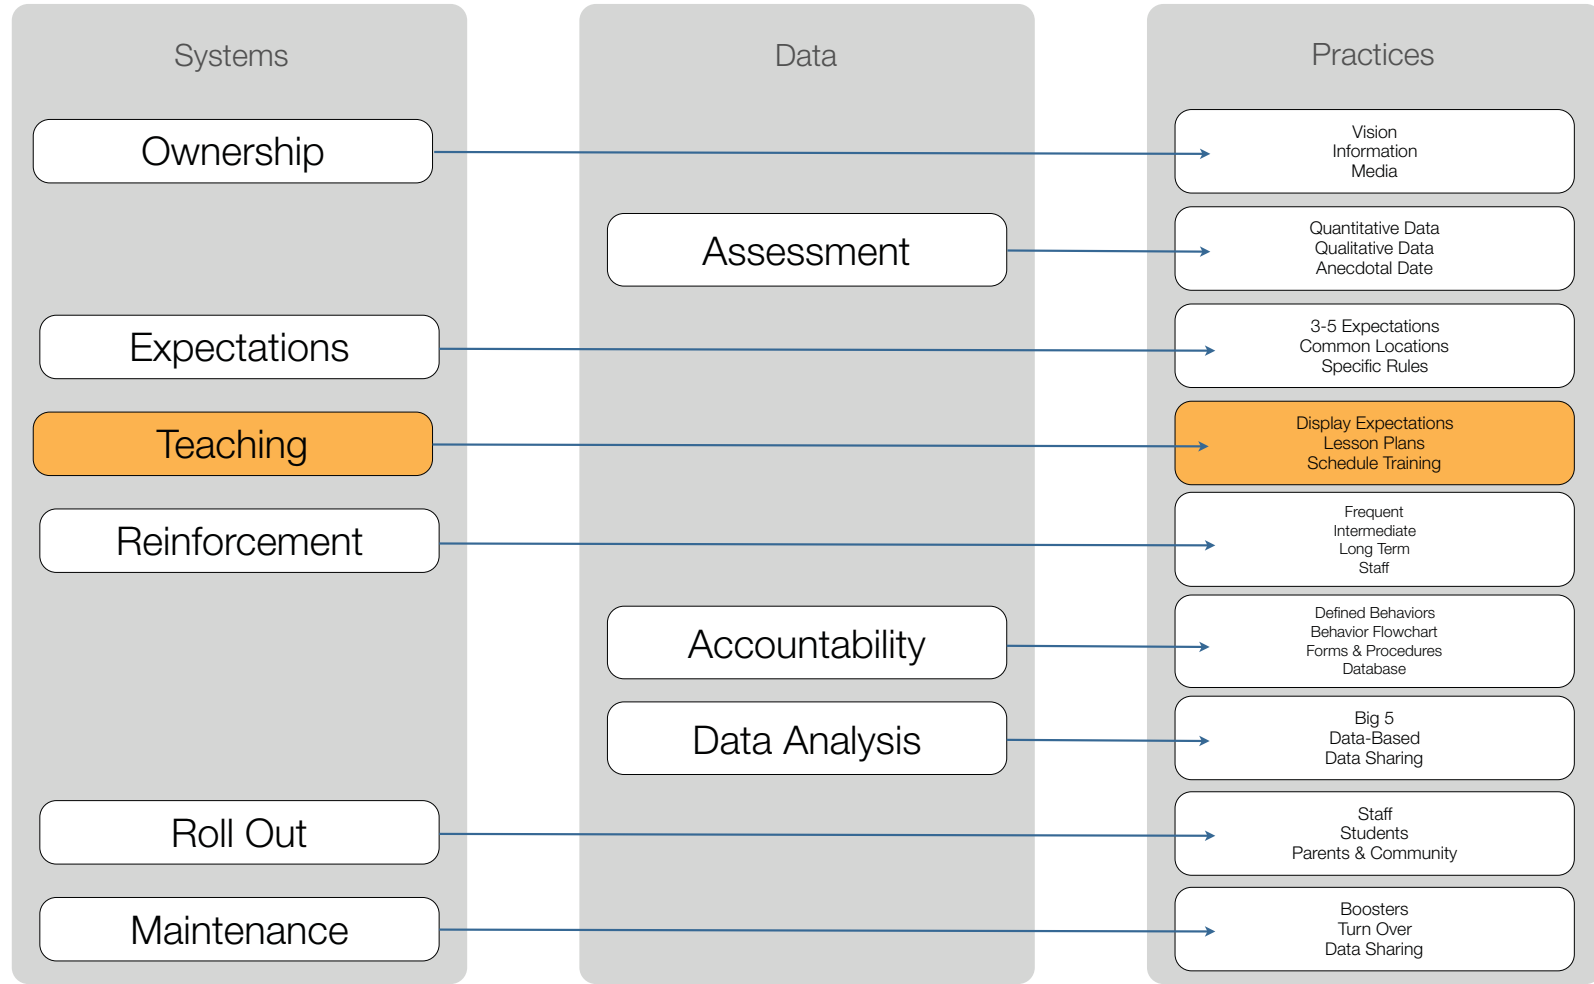 Systems
Data
Practices
Ownership
Vision
Information
Media
Assessment
Quantitative Data
Qualitative Data
Anecdotal Date
Expectations
3-5 Expectations
Common Locations
Specific Rules
Teaching
Display Expectations
Lesson Plans
Schedule Training
Reinforcement
Frequent
Intermediate
Long Term
Staff
Accountability
Defined Behaviors
Behavior Flowchart
Forms & Procedures
Database
Data Analysis
Big 5
Data-Based
Data Sharing
Roll Out
Staff
Students
Parents & Community
Maintenance
Boosters
Turn Over
Data Sharing